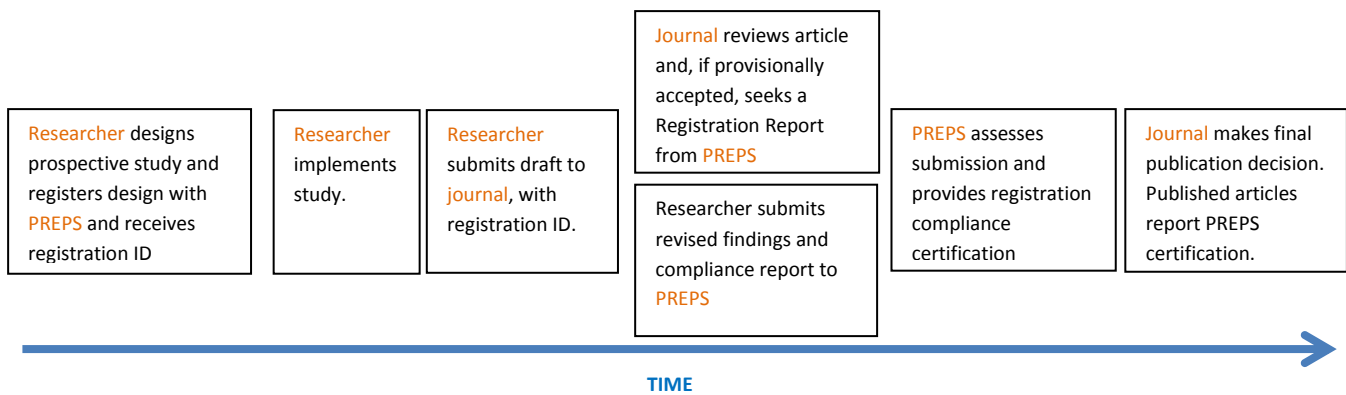 Researcher designs
prospective study and
registers design with
PREPS and receives
registration ID
Researcher
implements
study.
Researcher
submits draft to
journal, with
registration ID.
Journal reviews article
and, if provisionally
accepted, seeks a
Registration Report
from PREPS
Researcher submits
revised findings and
compliance report to
PREPS
PREPS assesses
submission and
provides registration
compliance
certification
Journal makes final
publication decision.
Published articles
report PREPS
certification.
TIME